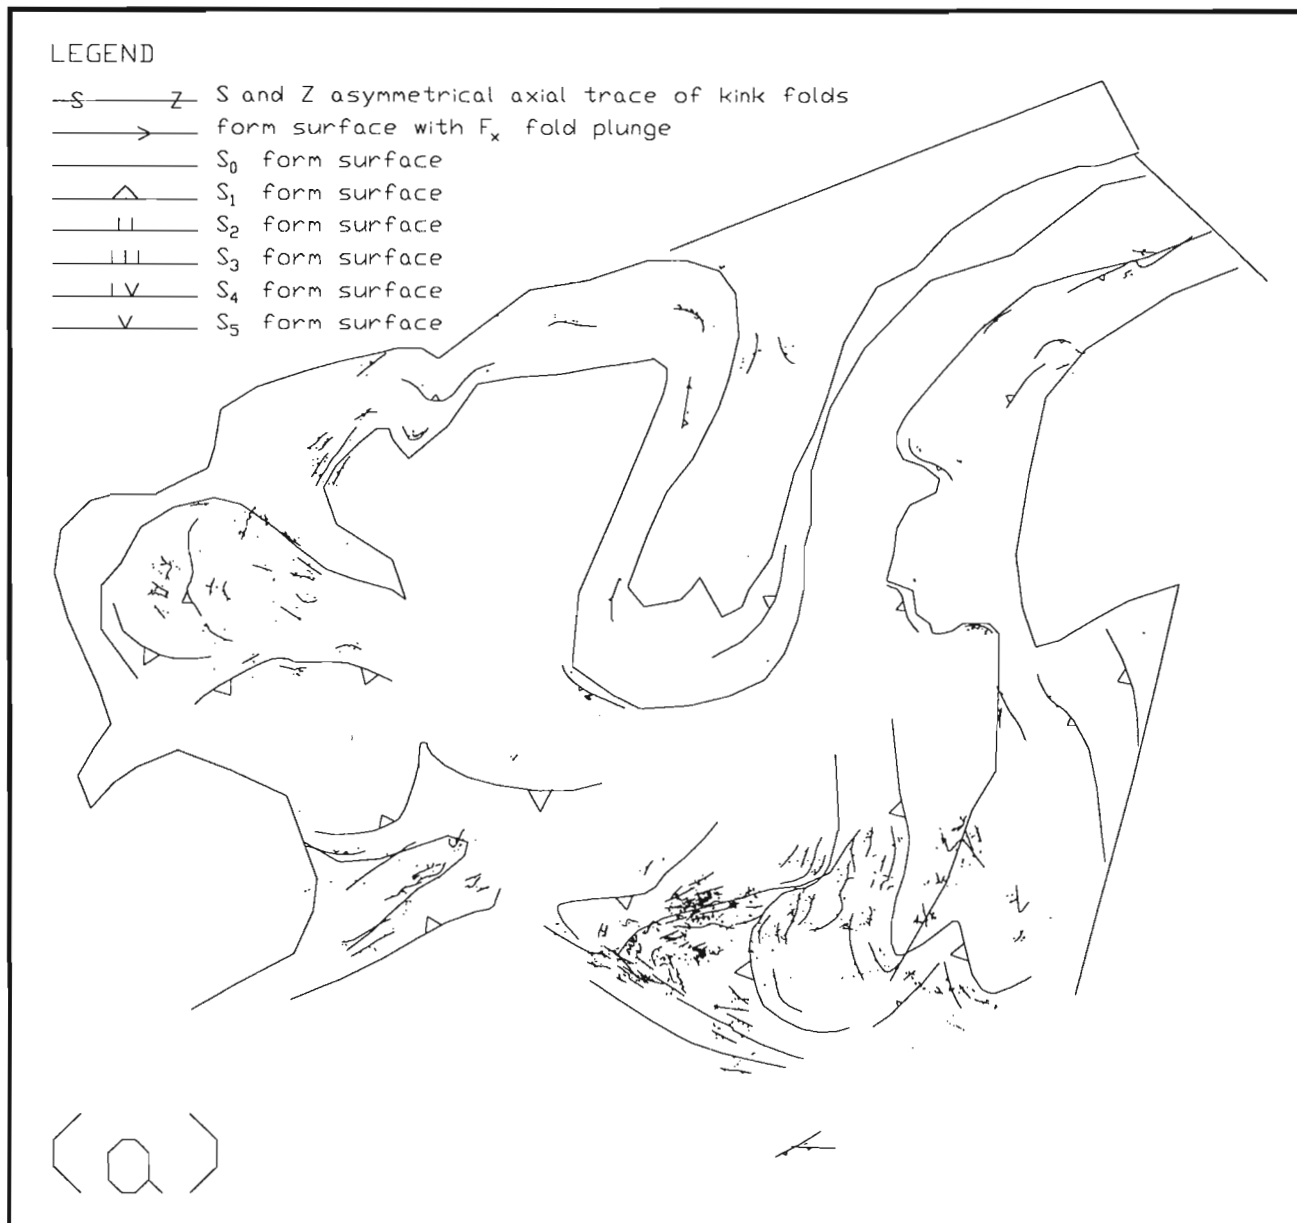 LEGEND
S Z S and Z asymmetrical axial trace of kink folds
form surface with Fx fold plunge
S0 form surface
S1 form surface
S2 form surface
S3 form surface
IV S4 form surface
V S5 form surface
(a)